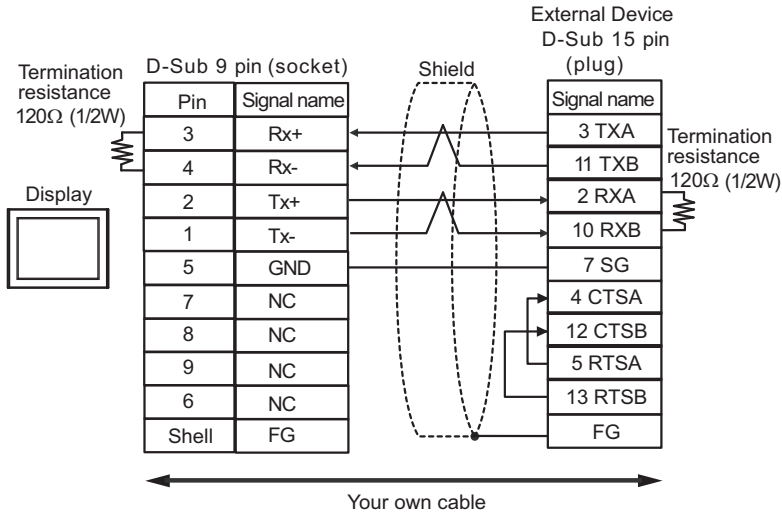 External Device
D-Sub 15 pin
(plug)
D-Sub 9 pin (socket)
Shield
Termination
resistance
120Ω (1/2W)
Pin Signal name
Signal name
3 Rx+
3 TXA
4 Rx-
11 TXB
Termination
resistance
120Ω (1/2W)
Display
2 Tx+
2 RXA
1 Tx-
10 RXB
5 GND
7 SG
7 NC
4 CTSA
8 NC
12 CTSB
9 NC
5 RTSA
6 NC
13 RTSB
Shell FG
FG
Your own cable